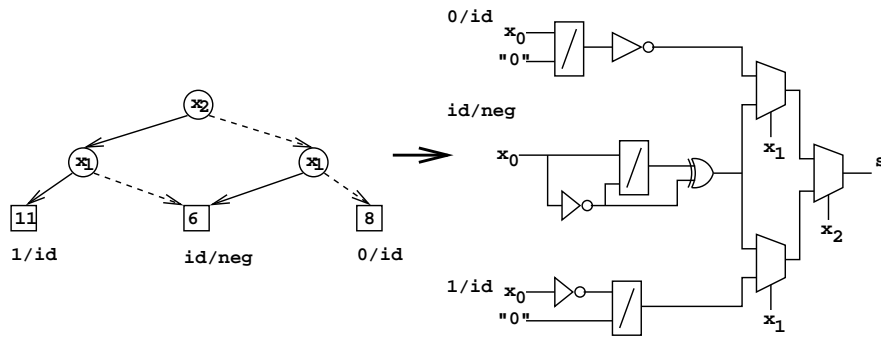 x2
x1
x1
11
6
8
1/id
id/neg
0/id
0/id
x0
"0"
id/neg
x0
1/id
x0
"0"
x1
x1
x2
s